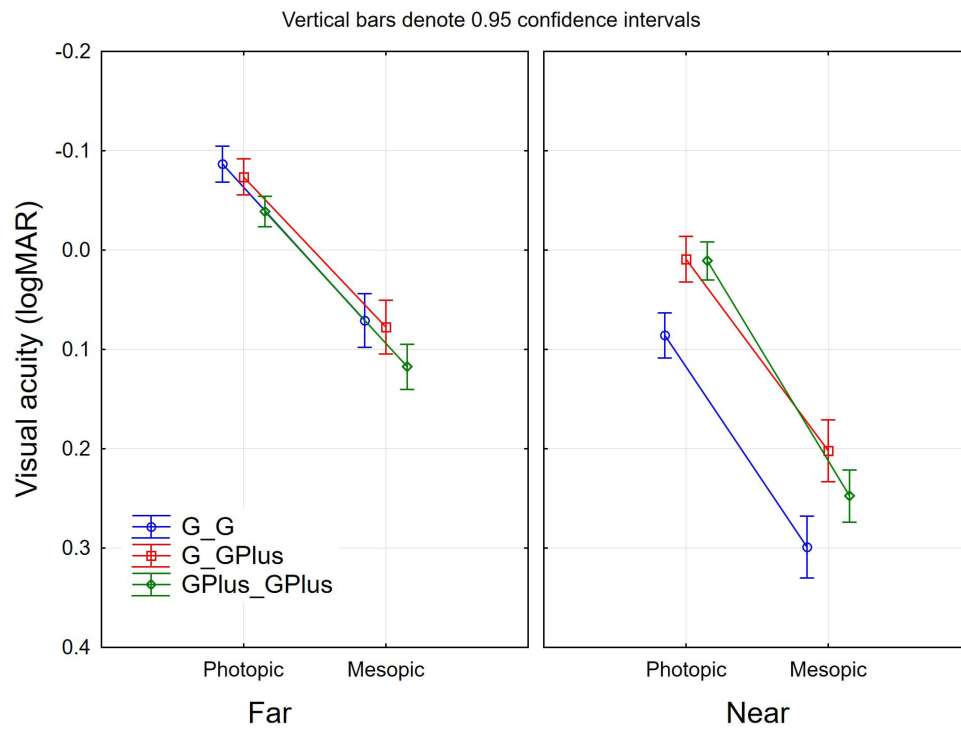 Vertical bars denote 0.95 confidence intervals
Visual acuity (logMAR)
-0.2
-0.1
0.0
0.1
0.2
0.3
0.4
G_G
G_GPlus
GPlus_GPlus
Photopic Mesopic
Far
Photopic Mesopic
Near